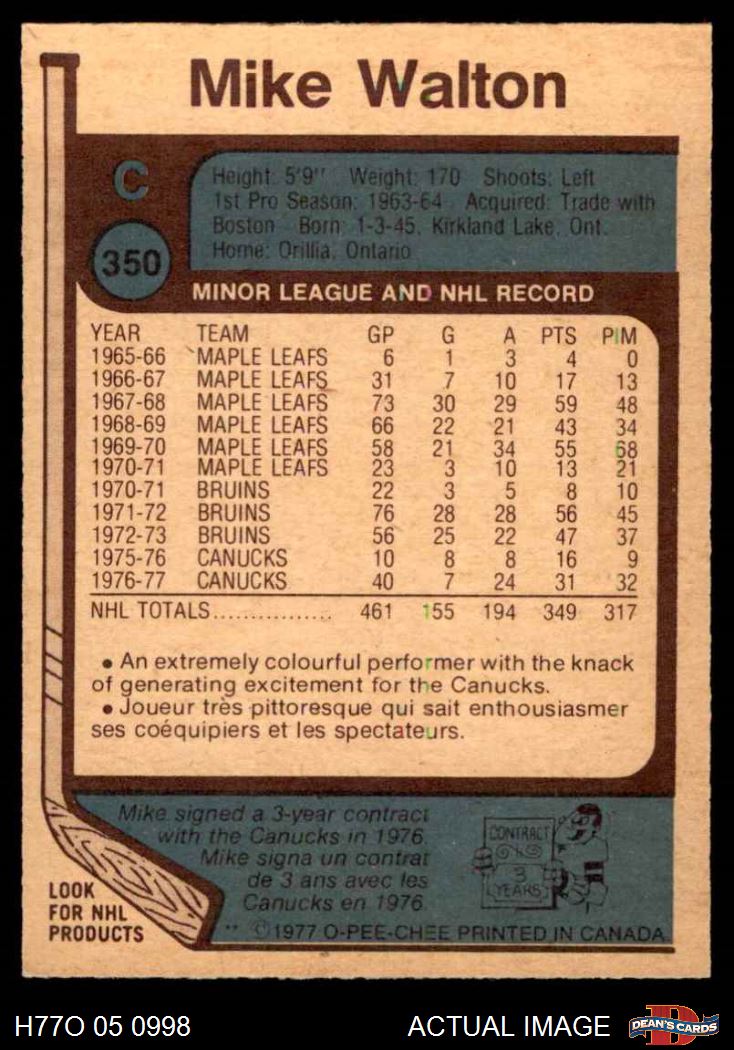 Mike Walton
C
350
Height: 5'9'' Weight: 170 Shoots: Left
1st Pro Season: 1963-64 Acquired: Trade with
Boston Born: 1-3-45, Kirkland Lake, Ont.
Home: Orillia, Ontario
MINOR LEAGUE AND NHL RECORD
YEAR TEAM GP G A PTS PIM
1965-66 MAPLE LEAFS 6 1 3 4 0
1966-67 MAPLE LEAFS 31 7 10 17 13
1967-68 MAPLE LEAFS 73 30 29 59 48
1968-69 MAPLE LEAFS 66 22 21 43 34
1969-70 MAPLE LEAFS 58 21 34 55 68
1970-71 MAPLE LEAFS 23 3 10 13 21
1970-71 BRUINS 22 3 5 8 10
1971-72 BRUINS 76 28 28 56 45
1972-73 BRUINS 56 25 22 47 37
1975-76 CANUCKS 10 8 8 16 9
1976-77 CANUCKS 40 7 24 31 32
NHL TOTALS................ 461 155 194 349 317
• An extremely colourful performer with the knack
of generating excitement for the Canucks.
• Joueur très pittoresque qui sait enthousiasmer
ses coéquipiers et les spectateurs.
Mike signed a 3-year contract
with the Canucks in 1976.
Mike signa un contrat
de 3 ans avec les
Canucks en 1976.
CONTRACT
3
YEARS
LOOK
FOR NHL
PRODUCTS
** ©1977 O-PEE-CHEE PRINTED IN CANADA
H77O 05 0998
ACTUAL IMAGE
D
DEAN'S CARDS